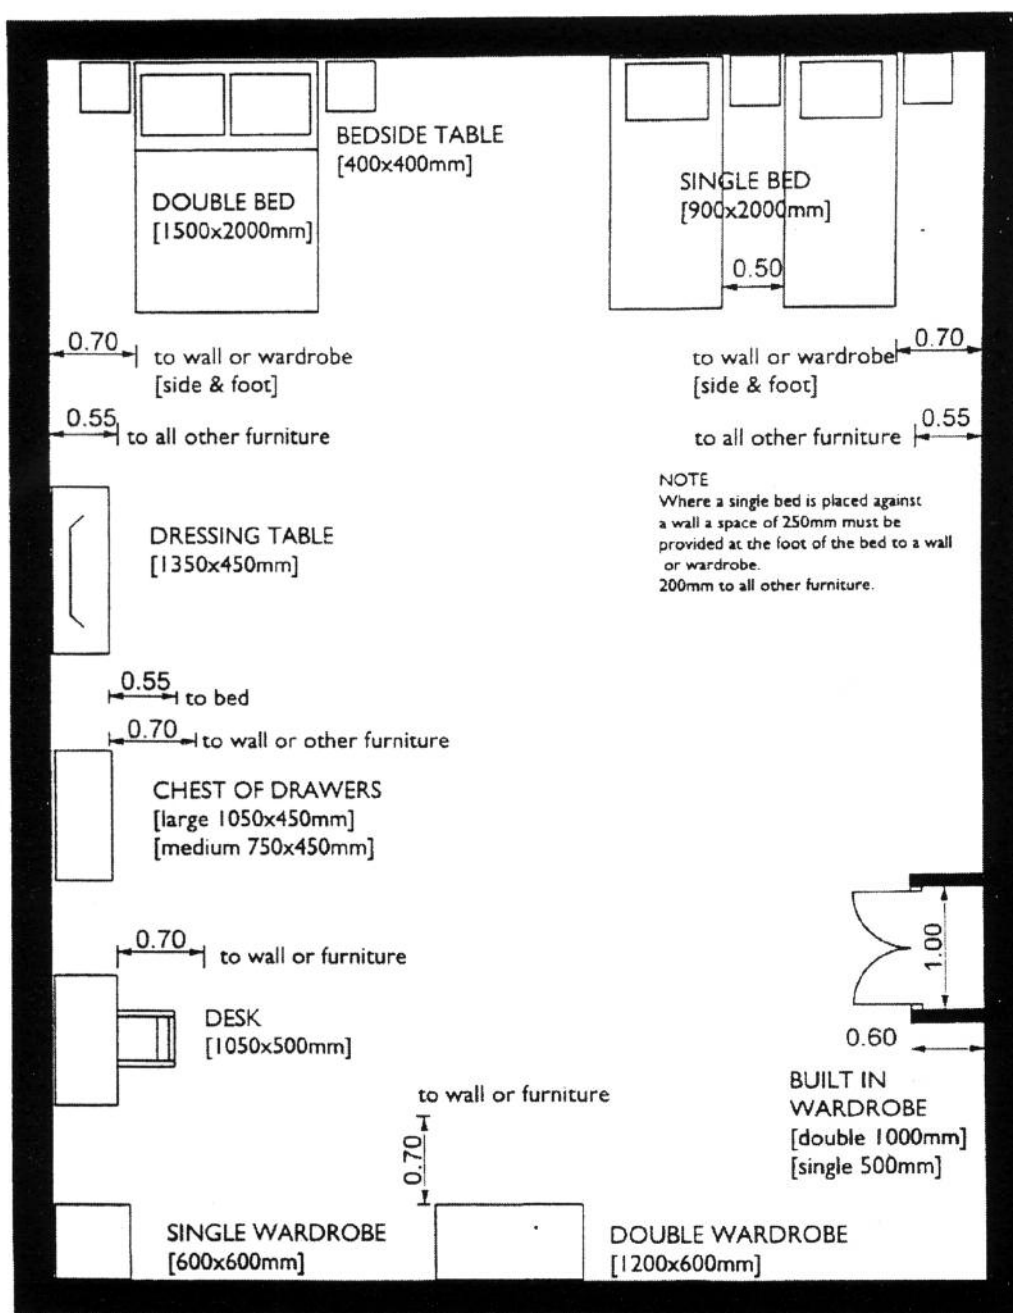 BEDSIDE TABLE
[400x400mm]
DOUBLE BED
[1500x2000mm]
SINGLE BED
[900x2000mm]
0.50
0.70
to wall or wardrobe
[side & foot]
0.55
to all other furniture
to wall or wardrobe
[side & foot]
0.70
to all other furniture
0.55
NOTE
Where a single bed is placed against
a wall a space of 250mm must be
provided at the foot of the bed to a wall
or wardrobe.
200mm to all other furniture.
DRESSING TABLE
[1350x450mm]
0.55
to bed
0.70
to wall or other furniture
CHEST OF DRAWERS
[large 1050x450mm]
[medium 750x450mm]
0.70
to wall or furniture
DESK
[1050x500mm]
1.00
0.60
BUILT IN
WARDROBE
[double 1000mm]
[single 500mm]
to wall or furniture
0.70
SINGLE WARDROBE
[600x600mm]
DOUBLE WARDROBE
[1200x600mm]